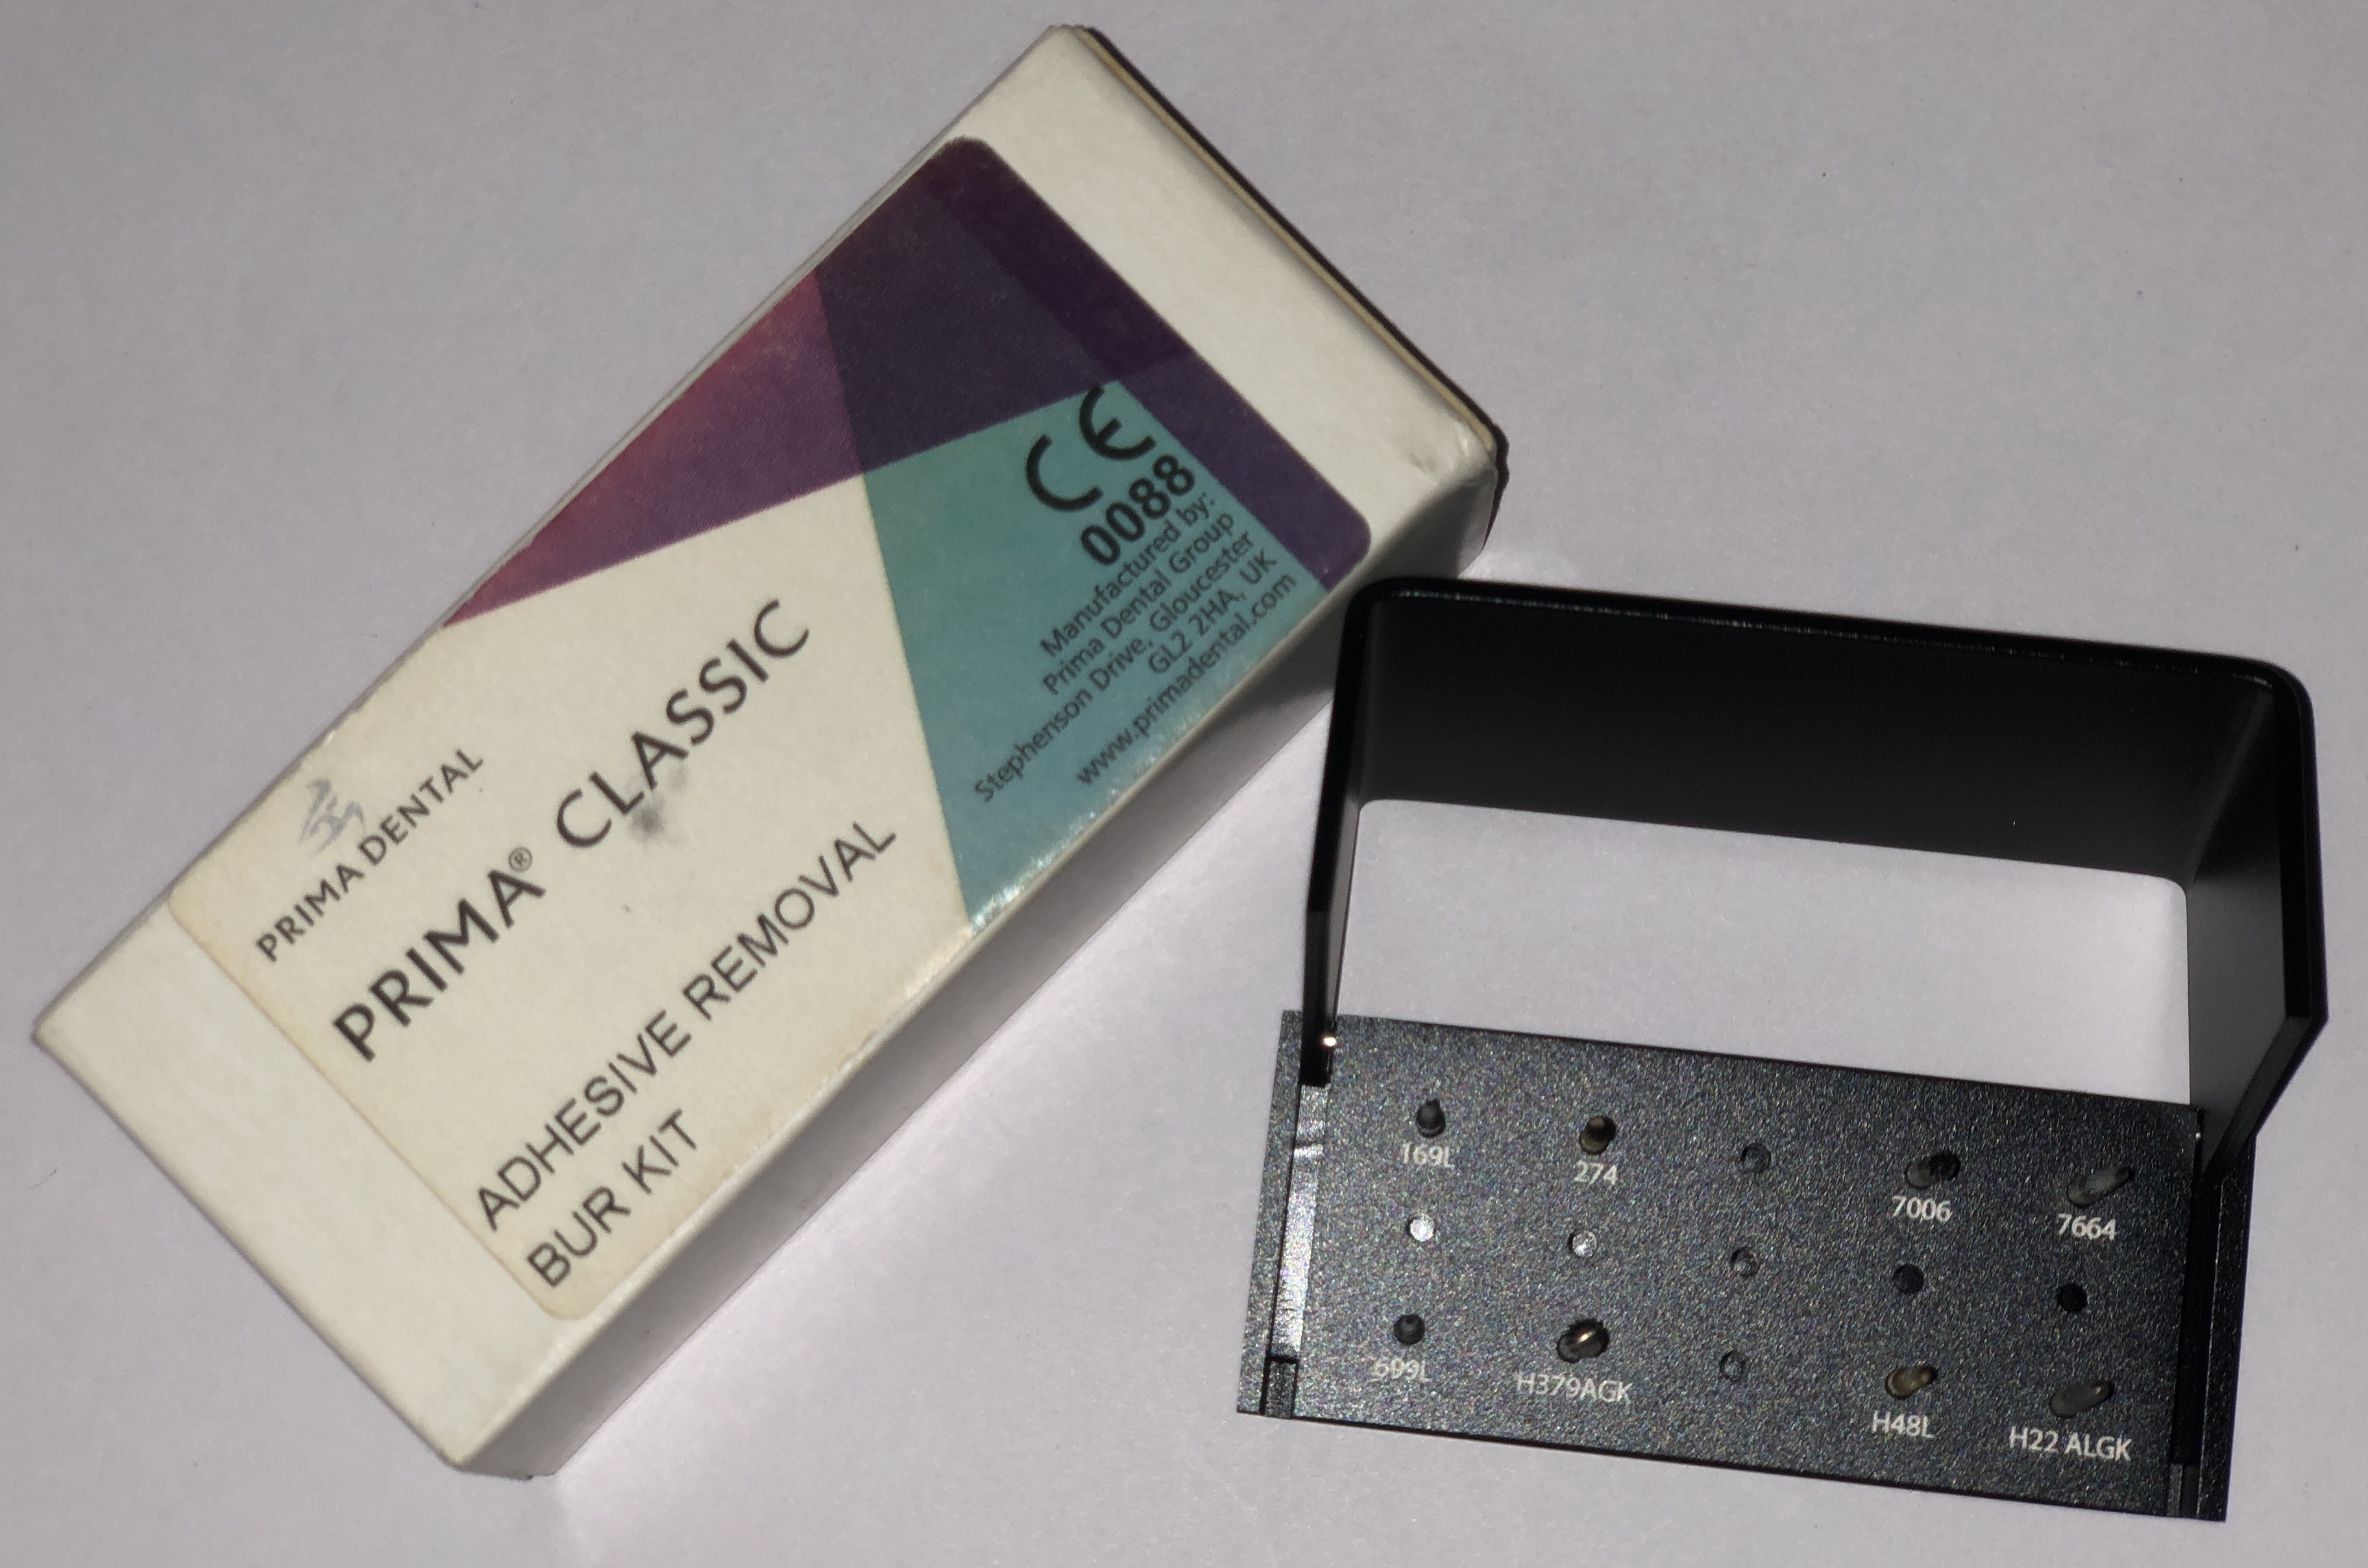 PRIMA DENTAL
PRIMA® CLASSIC
ADHESIVE REMOVAL
BUR KIT
CE
0088
Manufactured by:
Prima Dental Group
Stephenson Drive, Gloucester
GL2 2HA, UK
www.primadental.com
169L
274
7006
7664
699L
H379AGK
H48L
H22 ALGK